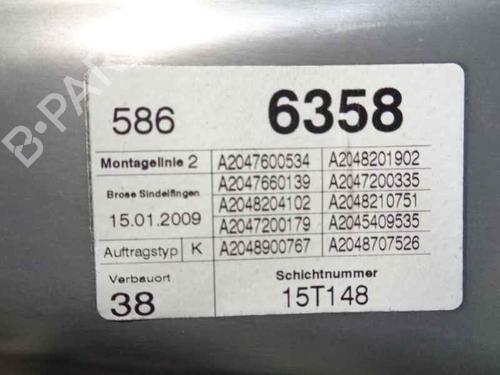 586 6358
Montagelinie 2 A2047600534 A2048201902
A2047660139 A2047200335
Brose Sindelfingen A2048204102 A2048210751
15.01.2009 A2047200179 A2045409535
Auftragstyp K A2048900767 A2048707526
Verbauort Schichtnummer
38 15T148
B-PAR